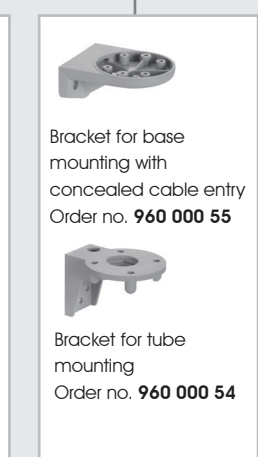 Bracket for base
mounting with
concealed cable entry
Order no. 960 000 55
Bracket for tube
mounting
Order no. 960 000 54